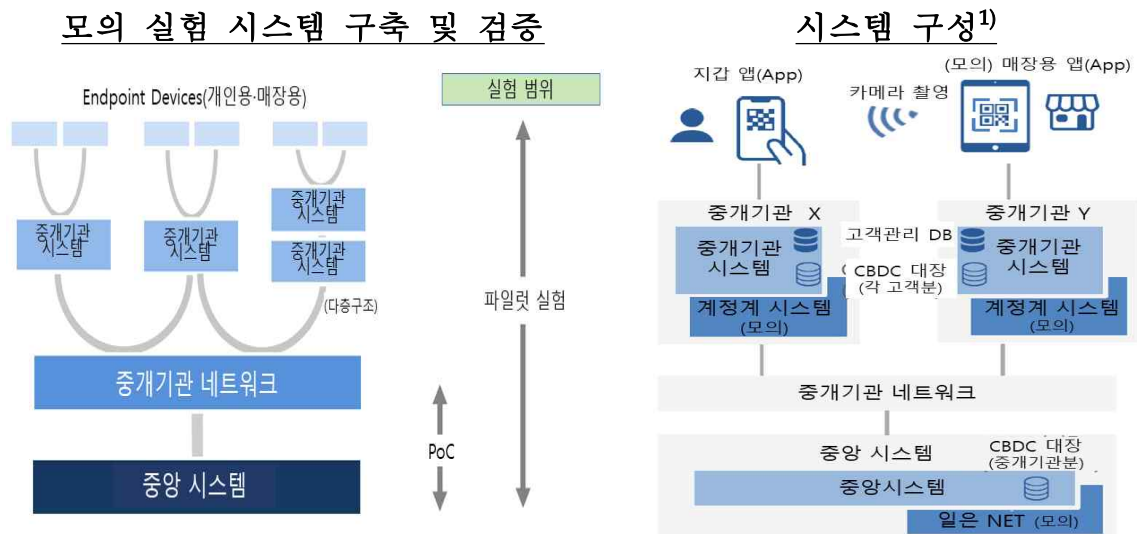 모의 실험 시스템 구축 및 검증
Endpoint Devices(개인용·매장용)
실험 범위
중개기관
시스템
중개기관
시스템
중개기관
시스템
중개기관
시스템
(다층구조)
파일럿 실험
중개기관 네트워크
PoC
중앙 시스템
시스템 구성1)
지갑 앱(App)
(모의) 매장용 앱(App)
카메라 촬영
중개기관 X
중개기관 Y
고객관리 DB
중개기관
시스템
중개기관
시스템
CBDC 대장
(각 고객분)
계정계 시스템
(모의)
계정계 시스템
(모의)
중개기관 네트워크
중앙 시스템
CBDC 대장
(중개기관분)
중앙시스템
일은 NET (모의)